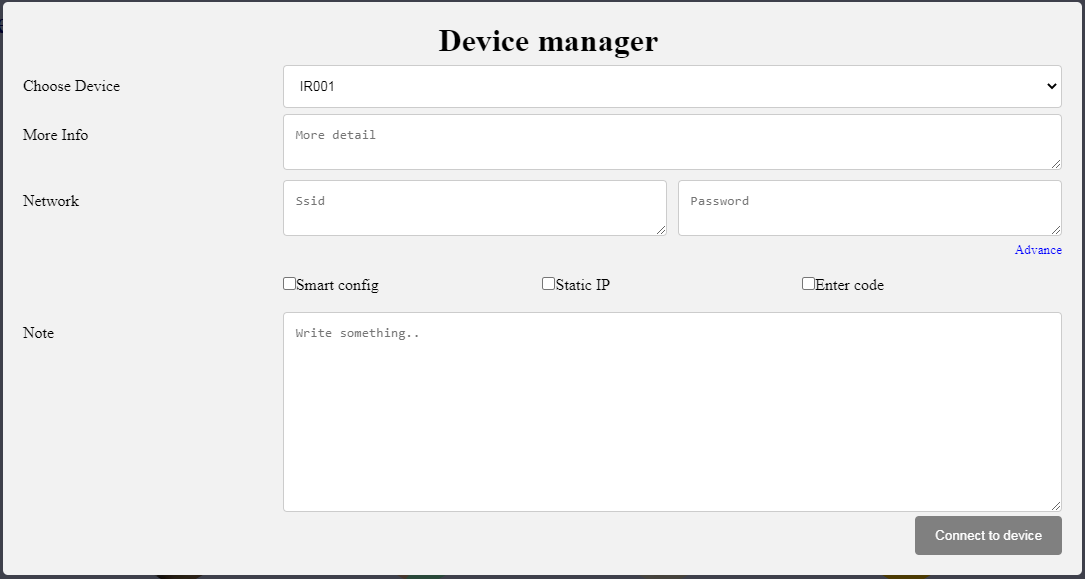 Device manager
Choose Device
IR001
More Info
More detail
Network
Ssid
Password
Advance
Smart config
Static IP
Enter code
Note
Write something..
Connect to device